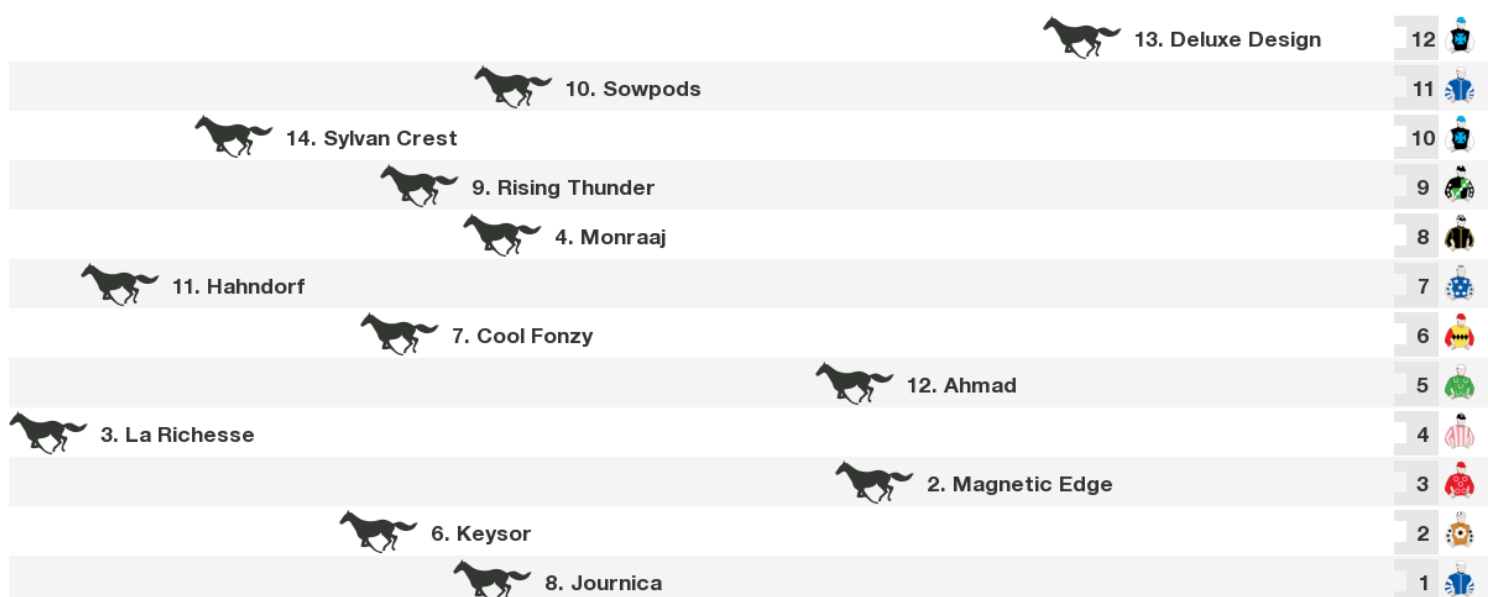 13. Deluxe Design 12
10. Sowpods 11
14. Sylvan Crest 10
9. Rising Thunder 9
4. Monraaj 8
11. Hahndorf 7
7. Cool Fonzy 6
12. Ahmad 5
3. La Richesse 4
2. Magnetic Edge 3
6. Keysor 2
8. Journica 1